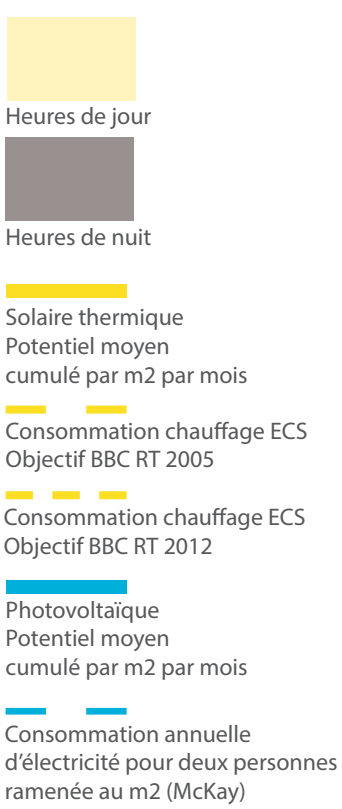 Heures de jour
Heures de nuit
Solaire thermique
Potentiel moyen
cumulé par m2 par mois
Consommation chauffage ECS
Objectif BBC RT 2005
Consommation chauffage ECS
Objectif BBC RT 2012
Photovoltaïque
Potentiel moyen
cumulé par m2 par mois
Consommation annuelle
d’électricité pour deux personnes
ramenée au m2 (McKay)